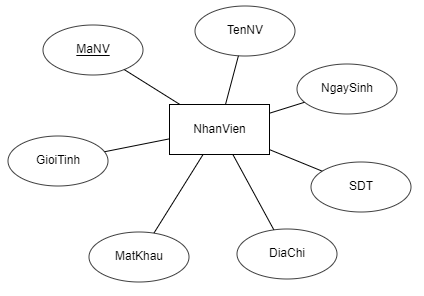 TenNV
MaNV
NgaySinh
NhanVien
GioiTinh
SDT
MatKhau
DiaChi